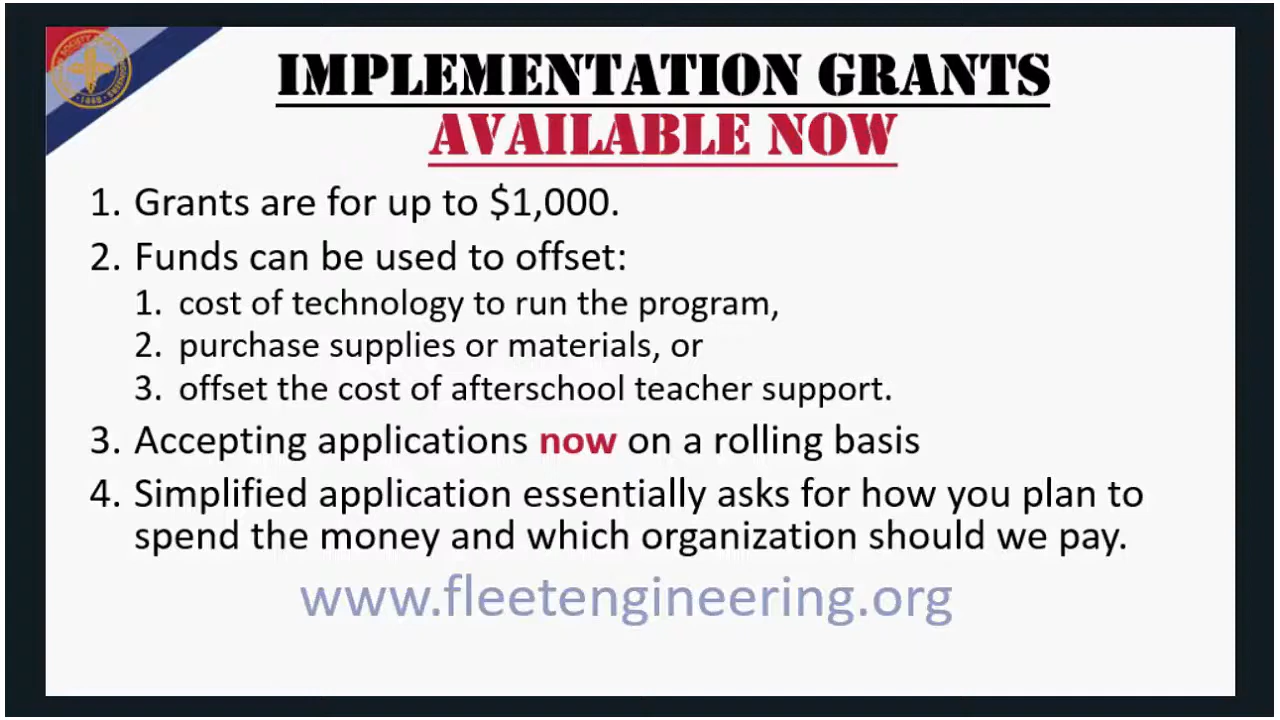 IMPLEMENTATION GRANTS
AVAILABLE NOW
1. Grants are for up to $1,000.
2. Funds can be used to offset:
1. cost of technology to run the program,
2. purchase supplies or materials, or
3. offset the cost of afterschool teacher support.
3. Accepting applications now on a rolling basis
4. Simplified application essentially asks for how you plan to
spend the money and which organization should we pay.
www.fleetengineering.org